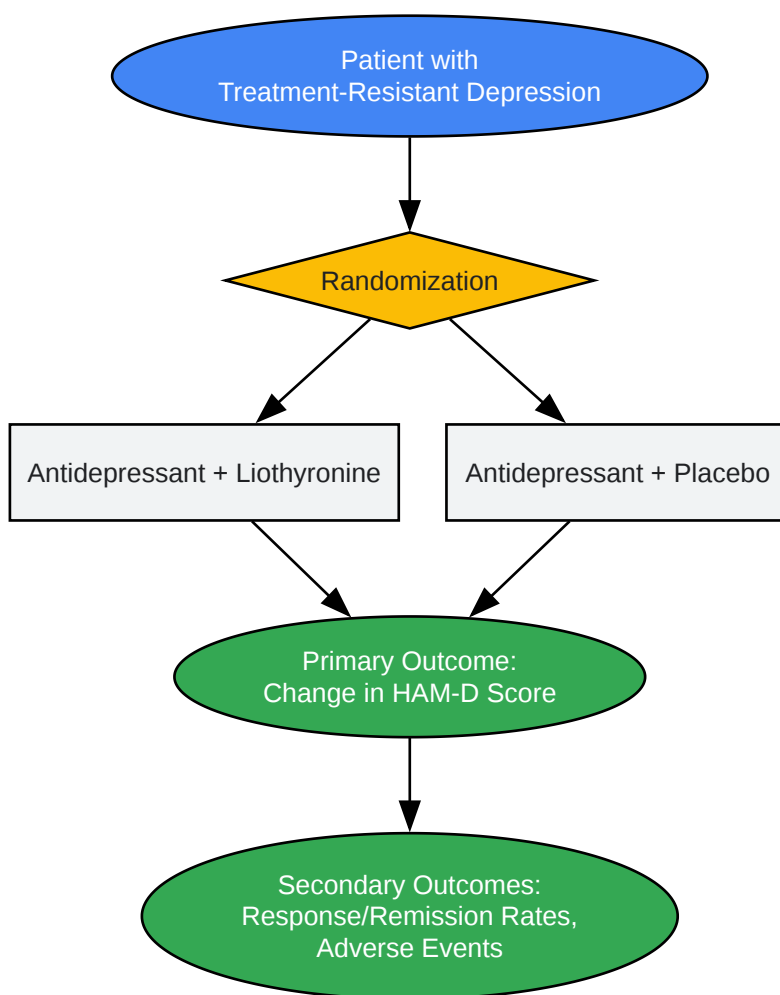 Patient with
Treatment-Resistant Depression
Randomization
Antidepressant + Liothyronine
Antidepressant + Placebo
Primary Outcome:
Change in HAM-D Score
Secondary Outcomes:
Response/Remission Rates,
Adverse Events